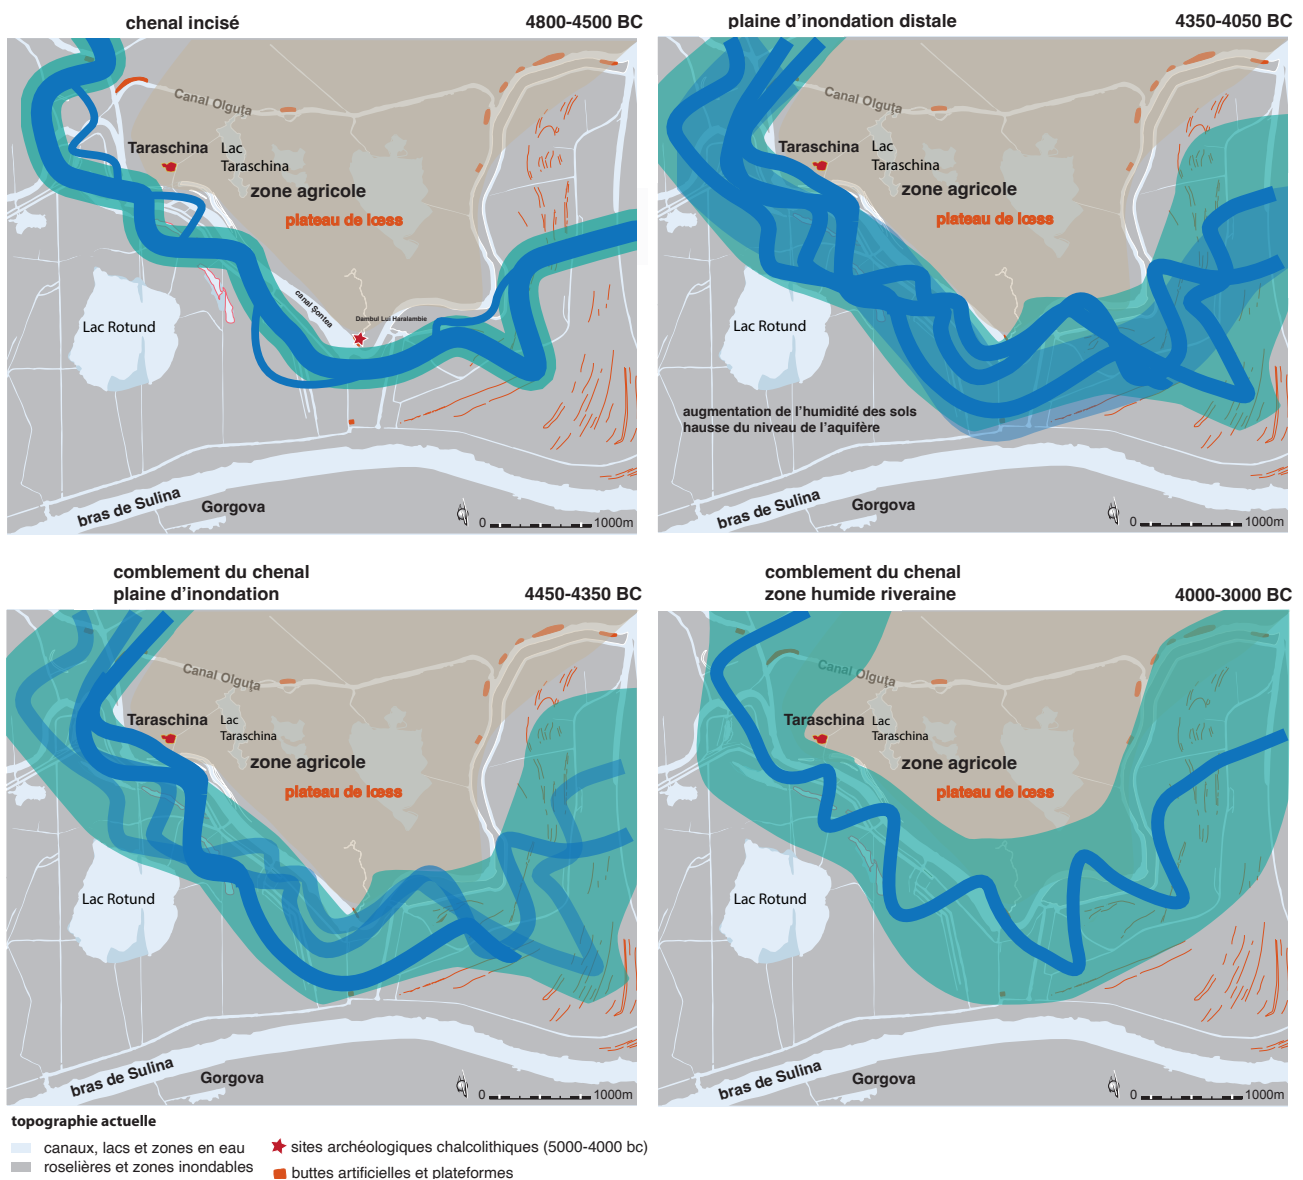 chenal incisé
4800-4500 BC
Canal Olguța
Taraschina
Lac
Taraschina
zone agricole
plateau de lœss
canal Șontea
Dambul Lui Haralambie
Lac Rotund
bras de Sulina
Gorgova
0 1000m
plaine d’inondation distale
4350-4050 BC
Canal Olguța
Taraschina
Lac
Taraschina
zone agricole
plateau de lœss
Lac Rotund
augmentation de l’humidité des sols
hausse du niveau de l’aquifère
bras de Sulina
Gorgova
0 1000m
comblement du chenal
plaine d’inondation
4450-4350 BC
Canal Olguța
Taraschina
Lac
Taraschina
zone agricole
plateau de lœss
Lac Rotund
bras de Sulina
Gorgova
0 1000m
comblement du chenal
zone humide riveraine
4000-3000 BC
Canal Olguța
Taraschina
Lac
Taraschina
zone agricole
plateau de lœss
Lac Rotund
bras de Sulina
Gorgova
0 1000m
topographie actuelle
canaux, lacs et zones en eau
roselières et zones inondables
sites archéologiques chalcolithiques (5000-4000 bc)
buttes artificielles et plateformes